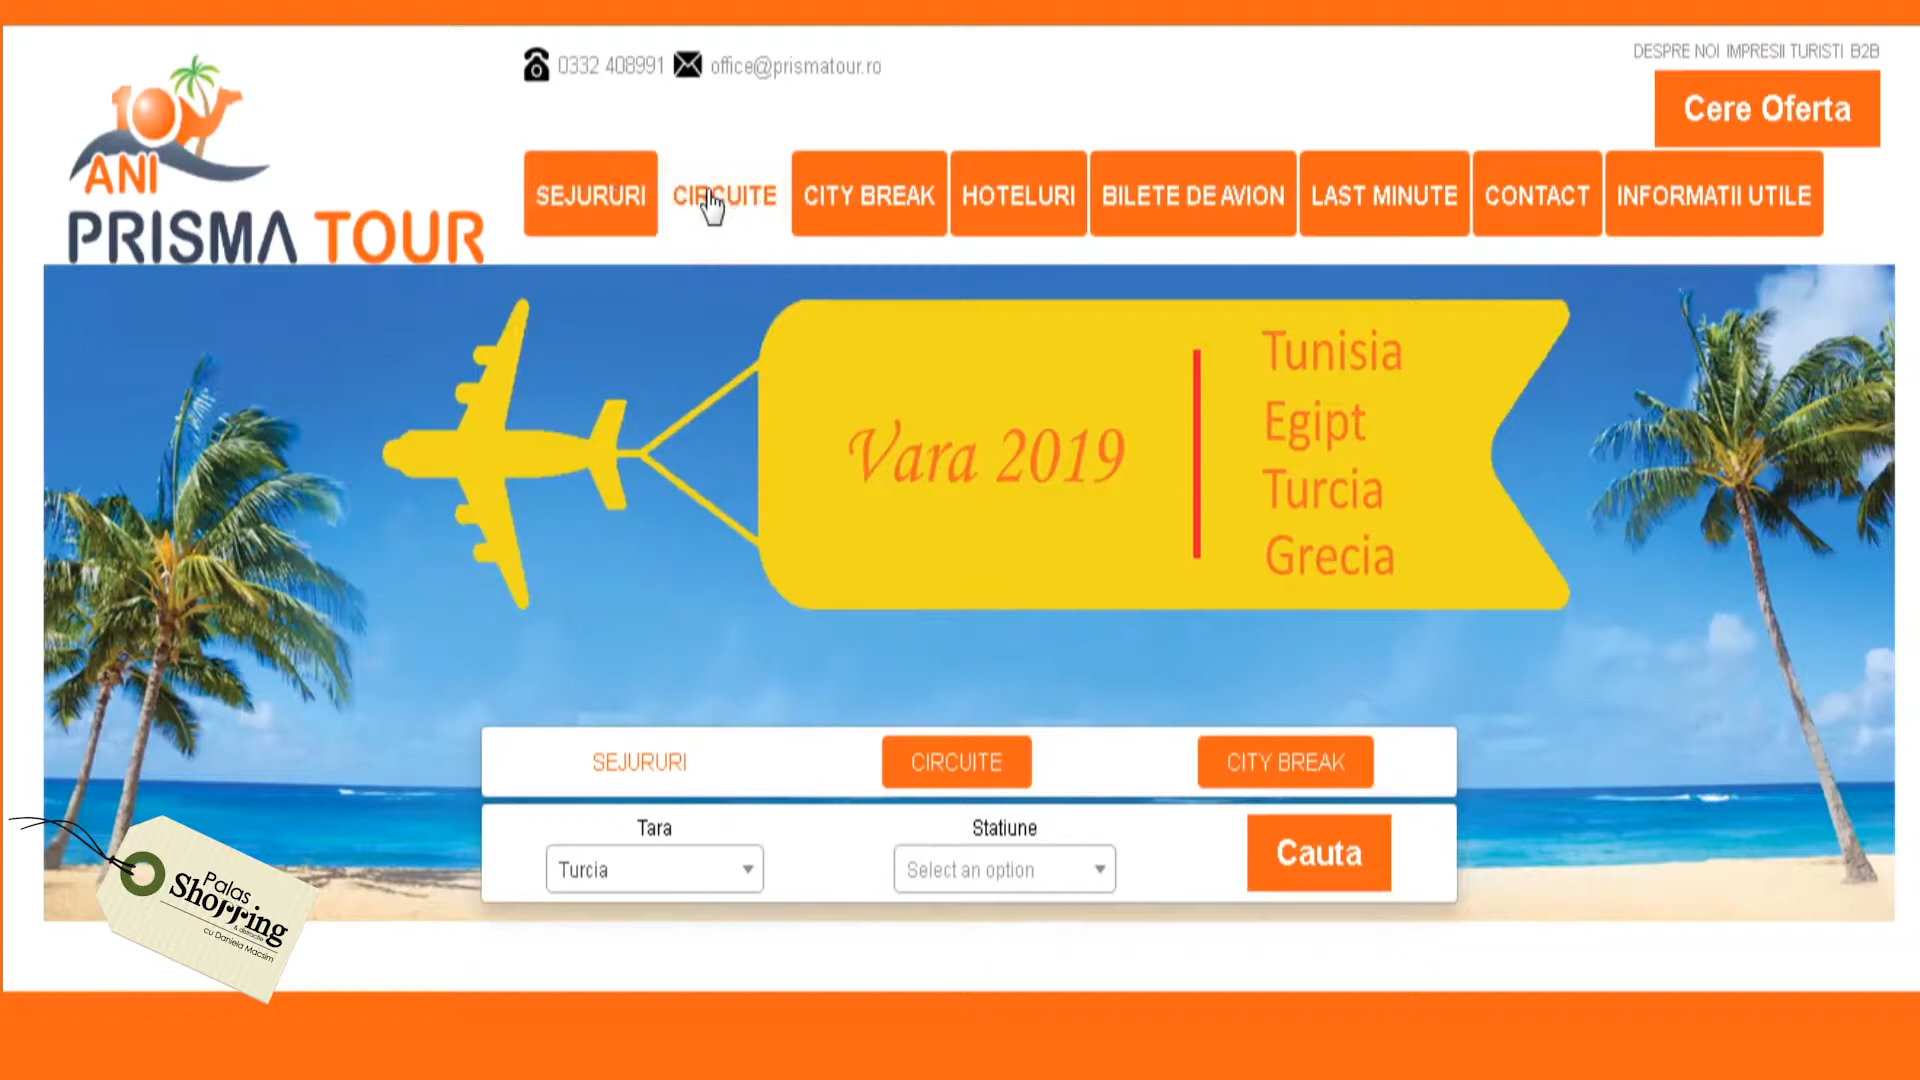 0332 408991 office@prismatour.ro
DESPRE NOI IMPRESII TURISTI B2B
Cere Oferta
10 ANI
PRISMA TOUR
SEJURURI CIRCUITE CITY BREAK HOTELURI BILETE DE AVION LAST MINUTE CONTACT INFORMATII UTILE
Vara 2019
Tunisia
Egipt
Turcia
Grecia
SEJURURI CIRCUITE CITY BREAK
Tara Statiune
Turcia Select an option Cauta
Palas
Shopping
& distractie
cu Daniela Macsim